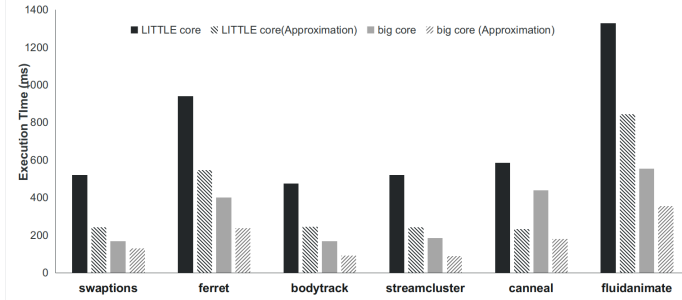 1400
1200
1000
800
600
400
200
0
Execution TIme (ms)
LITTLE core LITTLE core(Approximation) big core big core (Approximation)
swaptions ferret bodytrack streamcluster canneal fluidanimate